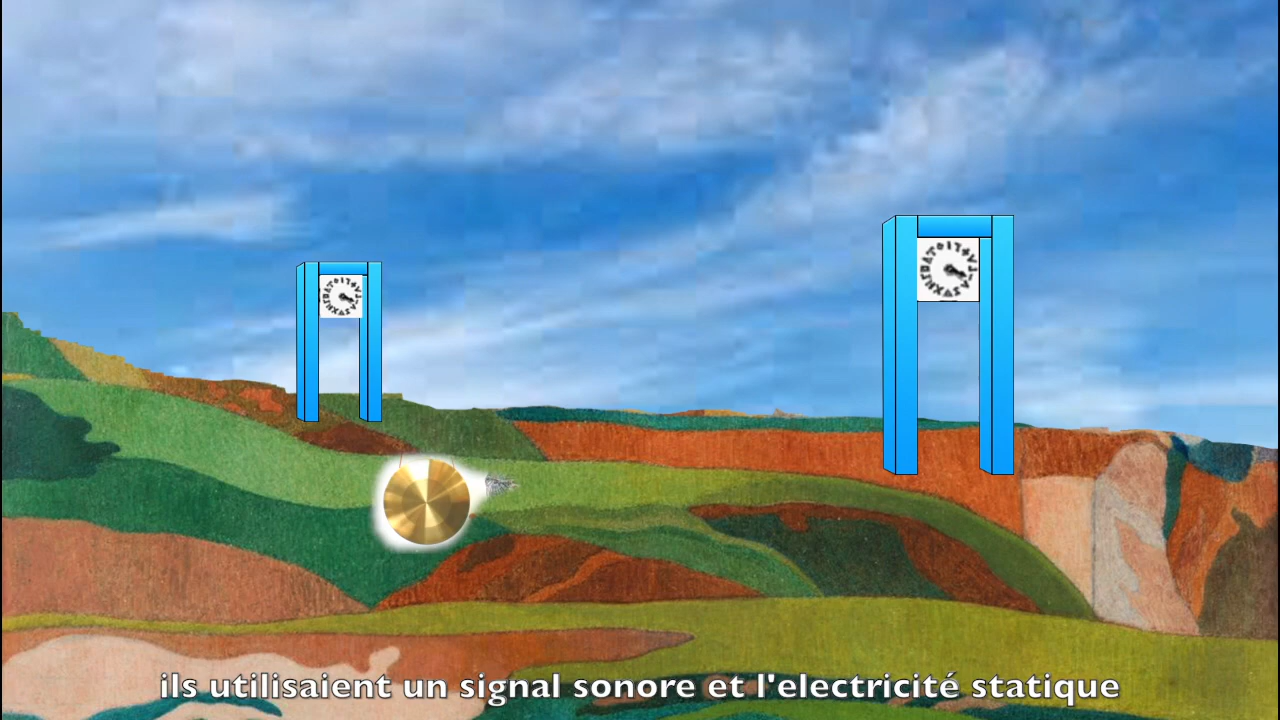 ils utilisaient un signal sonore et l'electricité statique